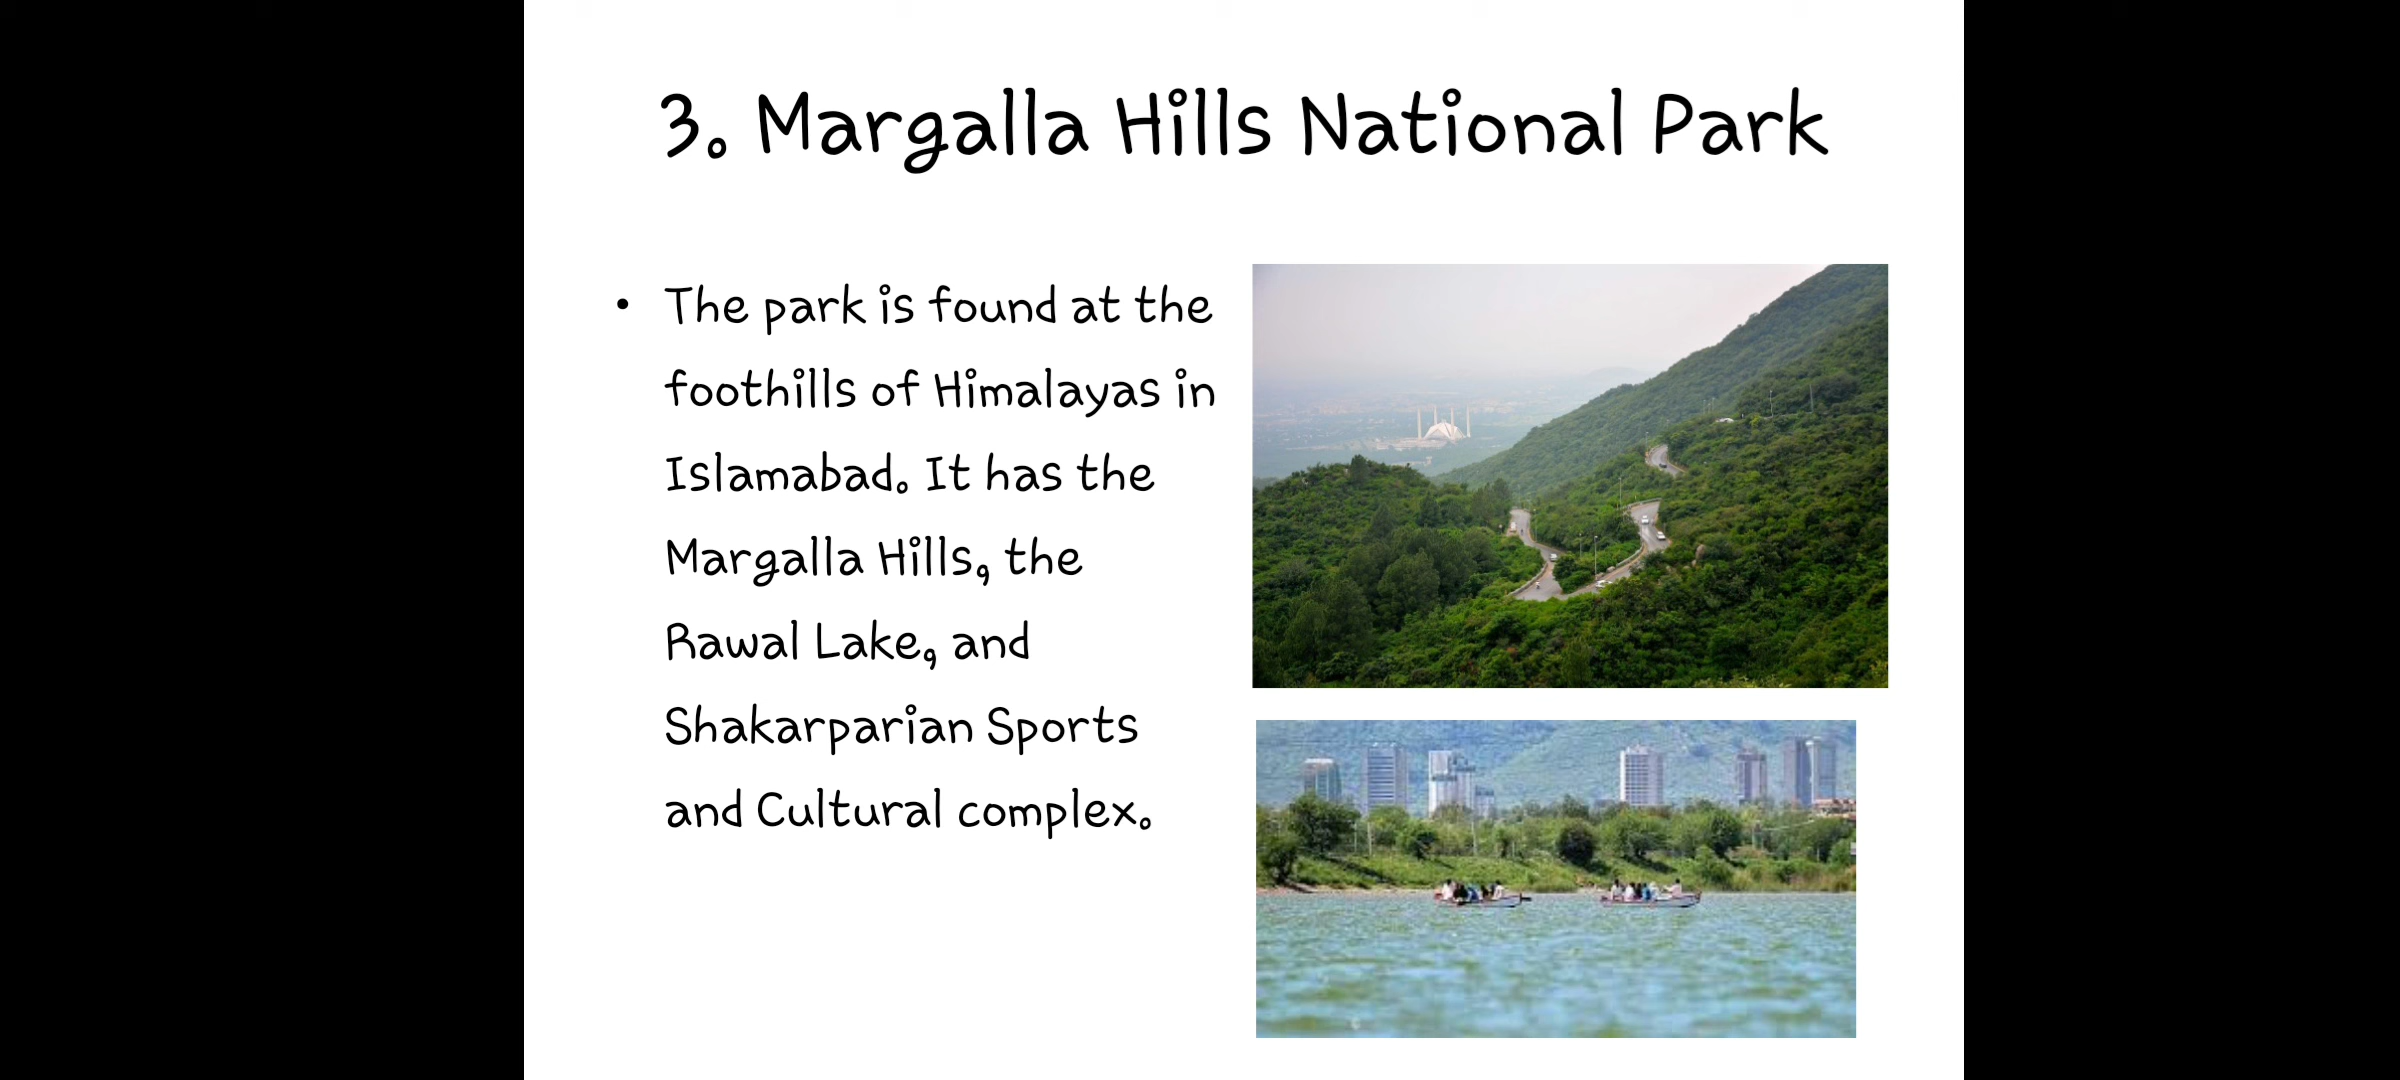 3. Margalla Hills National Park
• The park is found at the
foothills of Himalayas in
Islamabad. It has the
Margalla Hills, the
Rawal Lake, and
Shakarparian Sports
and Cultural complex.